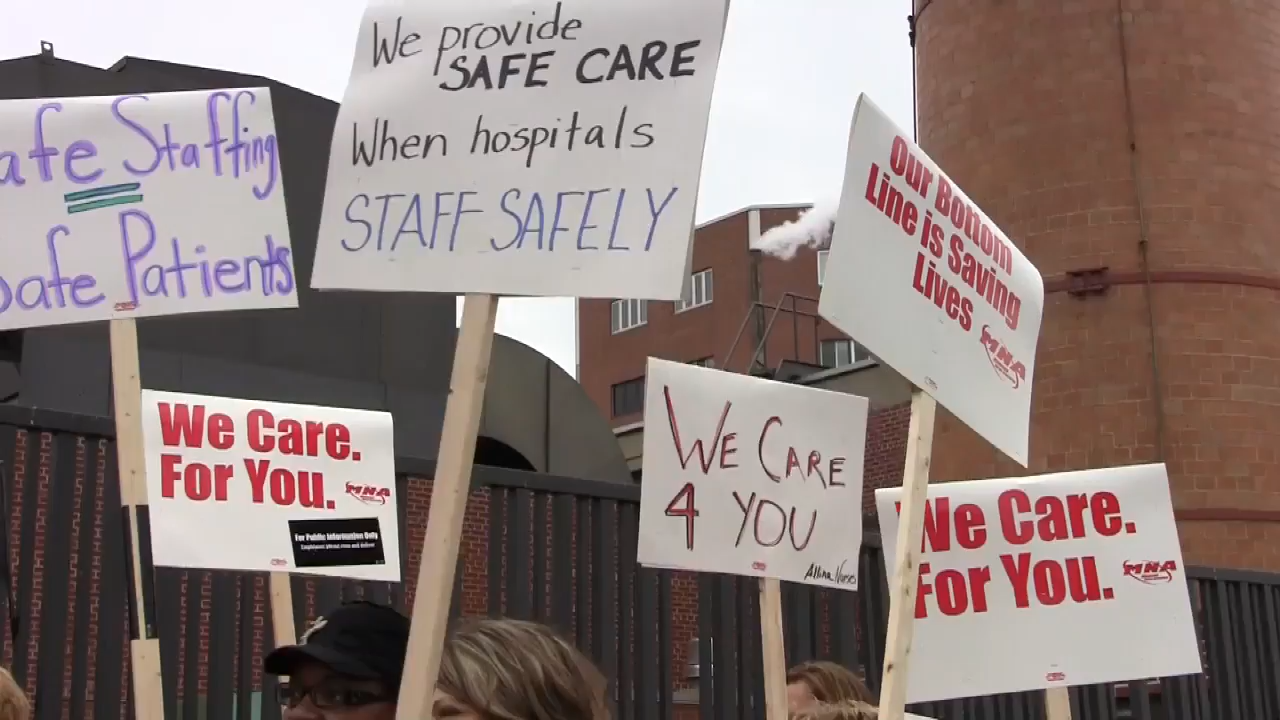 afe Staffing
Safe Patients
We provide
SAFE CARE
When hospitals
STAFF SAFELY
Our Bottom
Line is Saving
Lives
MNA
We Care.
For You.
MNA
For Public Information Only
WE CARE
4 YOU
Allina Nurses
We Care.
For You.
MNA